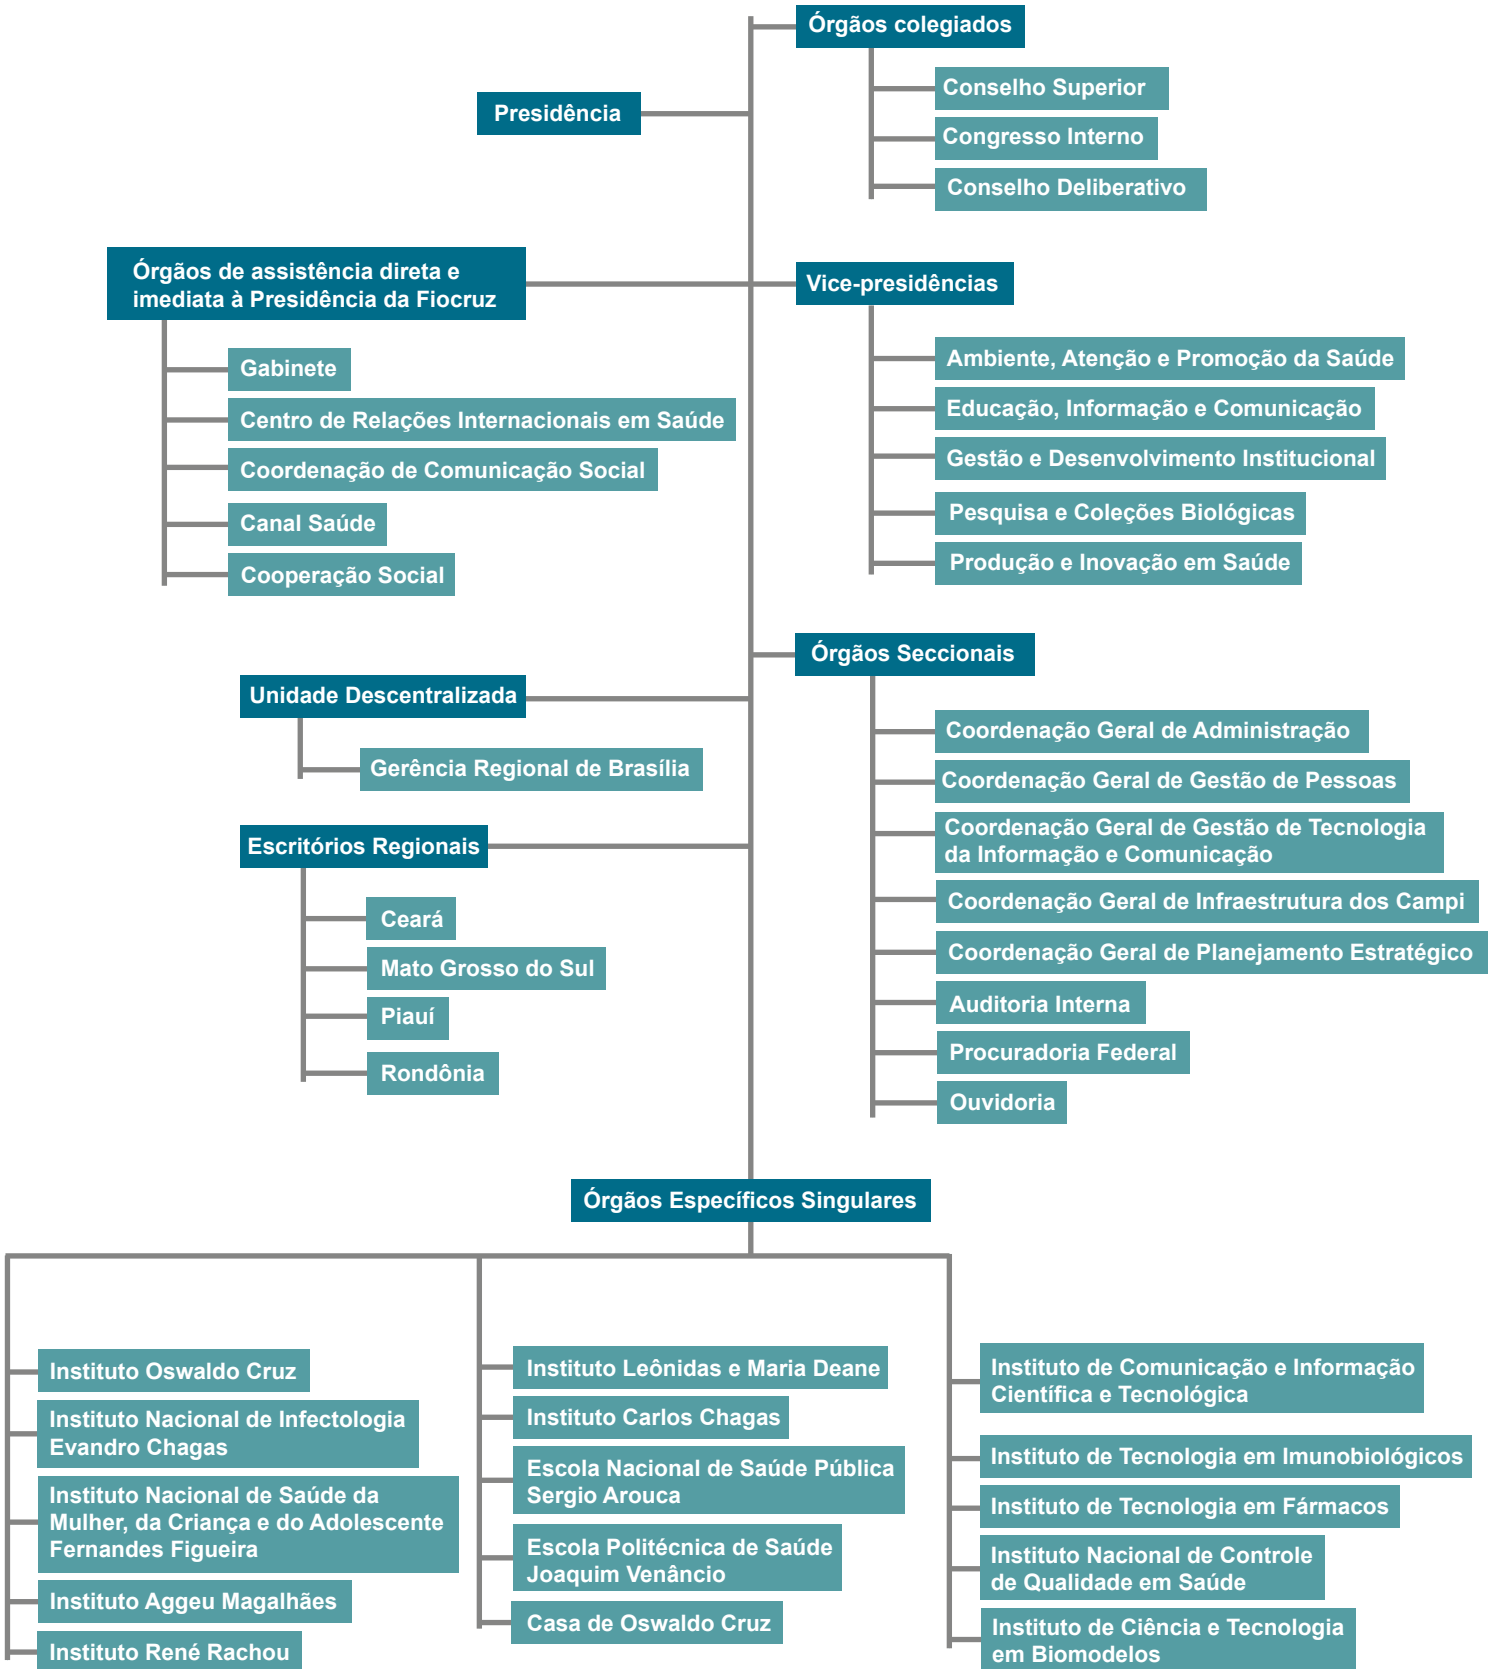 Órgãos colegiados
Conselho Superior
Congresso Interno
Conselho Deliberativo
Presidência
Órgãos de assistência direta e
imediata à Presidência da Fiocruz
Gabinete
Centro de Relações Internacionais em Saúde
Coordenação de Comunicação Social
Canal Saúde
Cooperação Social
Vice-presidências
Ambiente, Atenção e Promoção da Saúde
Educação, Informação e Comunicação
Gestão e Desenvolvimento Institucional
Pesquisa e Coleções Biológicas
Produção e Inovação em Saúde
Unidade Descentralizada
Gerência Regional de Brasília
Escritórios Regionais
Ceará
Mato Grosso do Sul
Piauí
Rondônia
Órgãos Seccionais
Coordenação Geral de Administração
Coordenação Geral de Gestão de Pessoas
Coordenação Geral de Gestão de Tecnologia
da Informação e Comunicação
Coordenação Geral de Infraestrutura dos Campi
Coordenação Geral de Planejamento Estratégico
Auditoria Interna
Procuradoria Federal
Ouvidoria
Órgãos Específicos Singulares
Instituto Oswaldo Cruz
Instituto Nacional de Infectologia
Evandro Chagas
Instituto Nacional de Saúde da
Mulher, da Criança e do Adolescente
Fernandes Figueira
Instituto Aggeu Magalhães
Instituto René Rachou
Instituto Leônidas e Maria Deane
Instituto Carlos Chagas
Escola Nacional de Saúde Pública
Sergio Arouca
Escola Politécnica de Saúde
Joaquim Venâncio
Casa de Oswaldo Cruz
Instituto de Comunicação e Informação
Científica e Tecnológica
Instituto de Tecnologia em Imunobiológicos
Instituto de Tecnologia em Fármacos
Instituto Nacional de Controle
de Qualidade em Saúde
Instituto de Ciência e Tecnologia
em Biomodelos